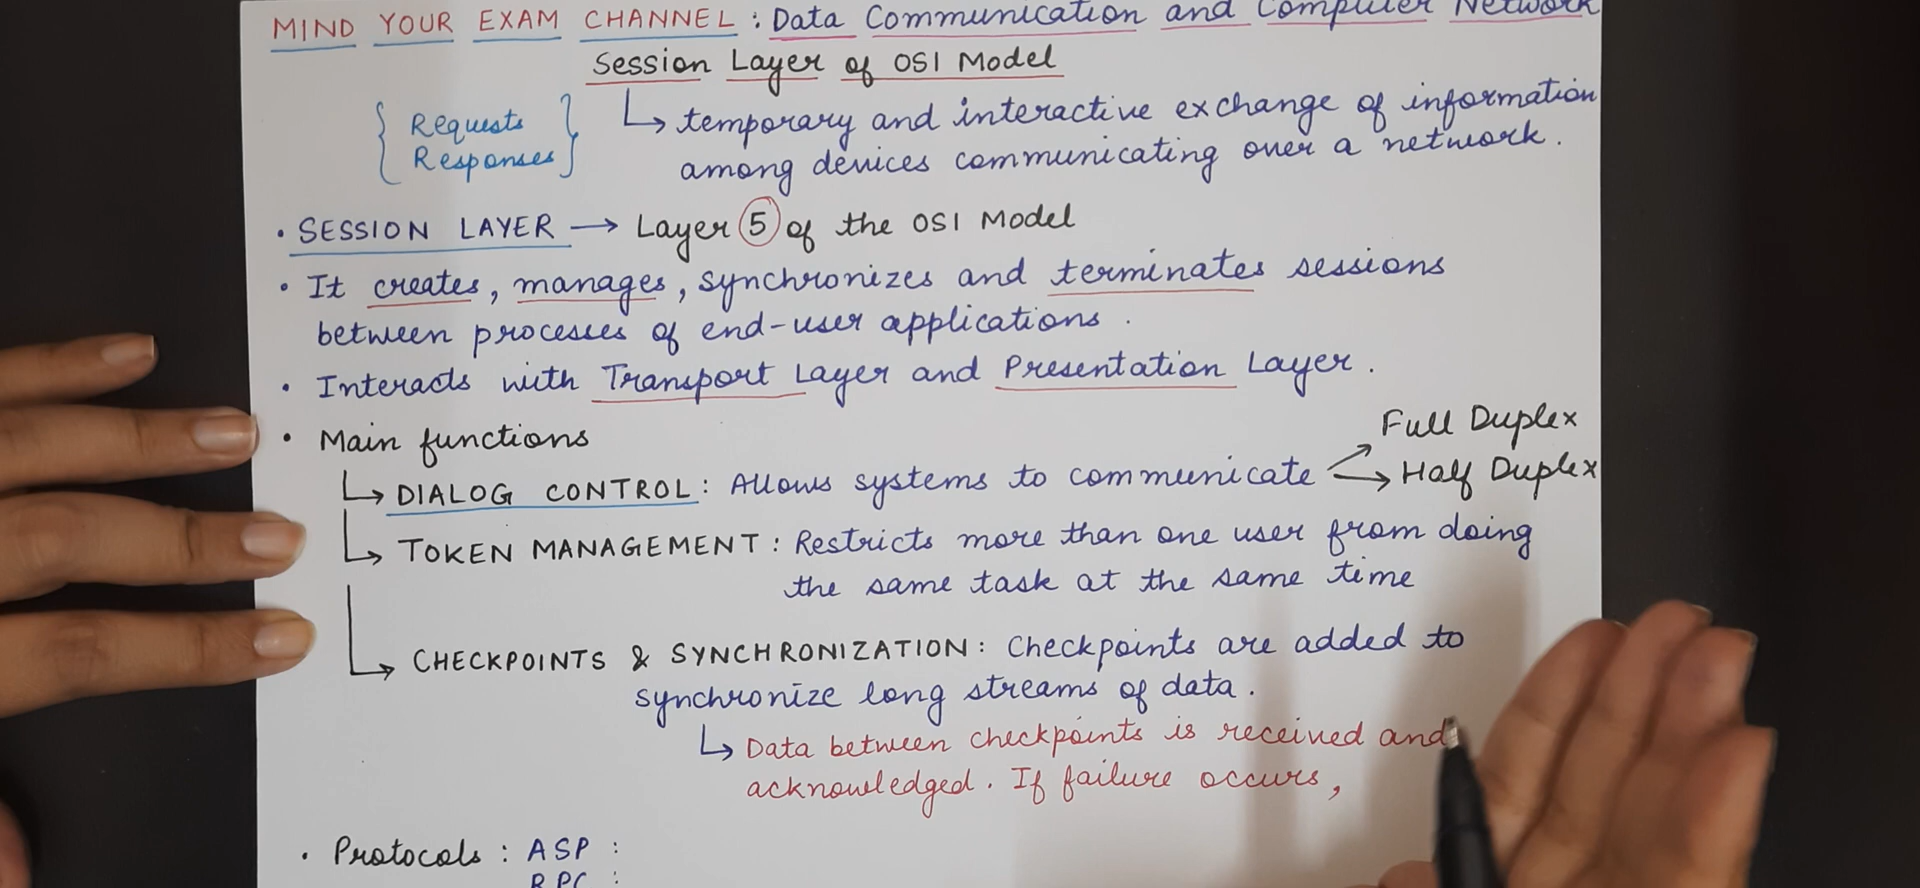 MIND YOUR EXAM CHANNEL : Data Communication and Computer Network
Session Layer of OSI Model
{ Requests
Responses }
↳ temporary and interactive exchange of information
among devices communicating over a network.
• SESSION LAYER → Layer 5 of the OSI Model
• It creates, manages, synchronizes and terminates sessions
between processes of end-user applications.
• Interacts with Transport Layer and Presentation Layer.
• Main functions
↳ DIALOG CONTROL : Allows systems to communicate → Full Duplex
→ Half Duplex
↳ TOKEN MANAGEMENT : Restricts more than one user from doing
the same task at the same time
↳ CHECKPOINTS & SYNCHRONIZATION : Checkpoints are added to
synchronize long streams of data.
↳ Data between checkpoints is received and
acknowledged. If failure occurs,
• Protocols : ASP :
RPC :